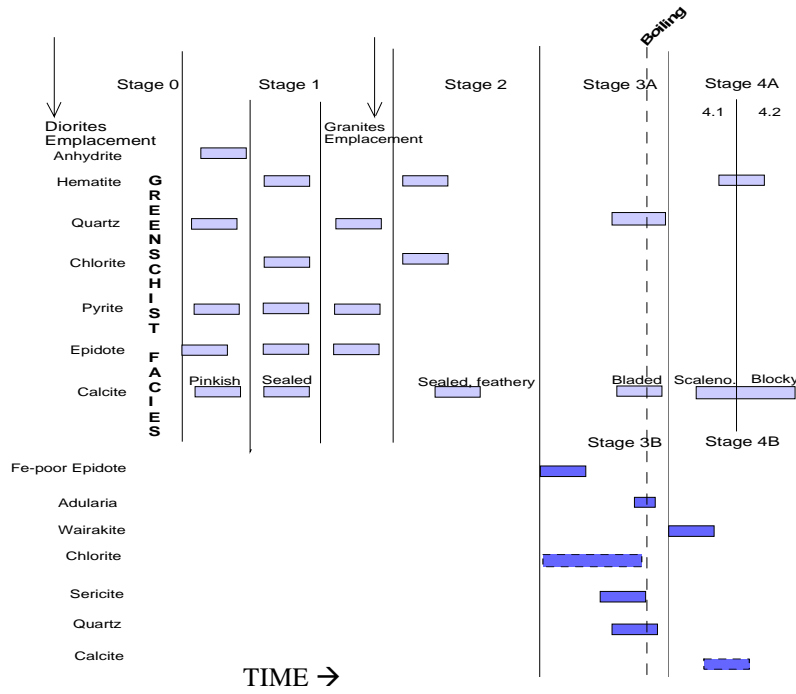 Boiling
Stage 0
Stage 1
Stage 2
Stage 3A
Stage 4A
4.1
4.2
Diorites
Emplacement
Granites
Emplacement
Anhydrite
Hematite
Quartz
Chlorite
Pyrite
Epidote
Calcite
GREENSCHIST FACIES
Pinkish
Sealed
Sealed, feathery
Bladed
Scaleno.
Blocky
Stage 3B
Stage 4B
Fe-poor Epidote
Adularia
Wairakite
Chlorite
Sericite
Quartz
Calcite
TIME →